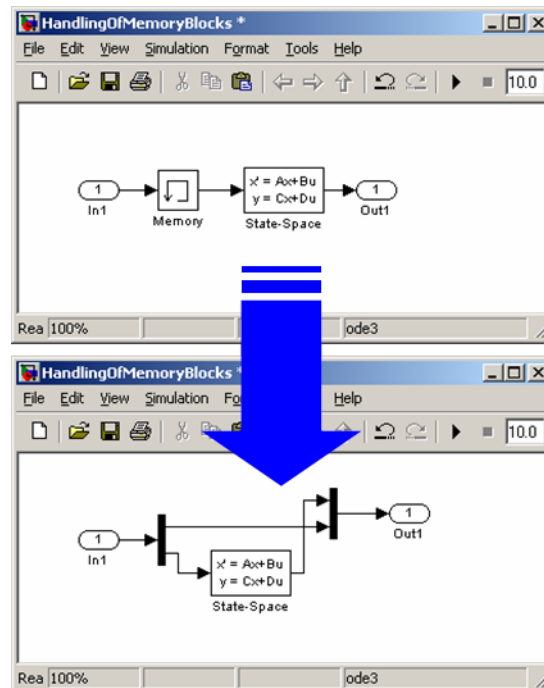 HandlingOfMemoryBlocks *
File Edit View Simulation Format Tools Help
10.0
1
In1
Memory
x' = Ax+Bu
y = Cx+Du
State-Space
1
Out1
Rea 100%
ode3
HandlingOfMemoryBlocks *
File Edit View Simulation Fo Help
10.0
1
In1
x' = Ax+Bu
y = Cx+Du
State-Space
1
Out1
Rea 100%
ode3